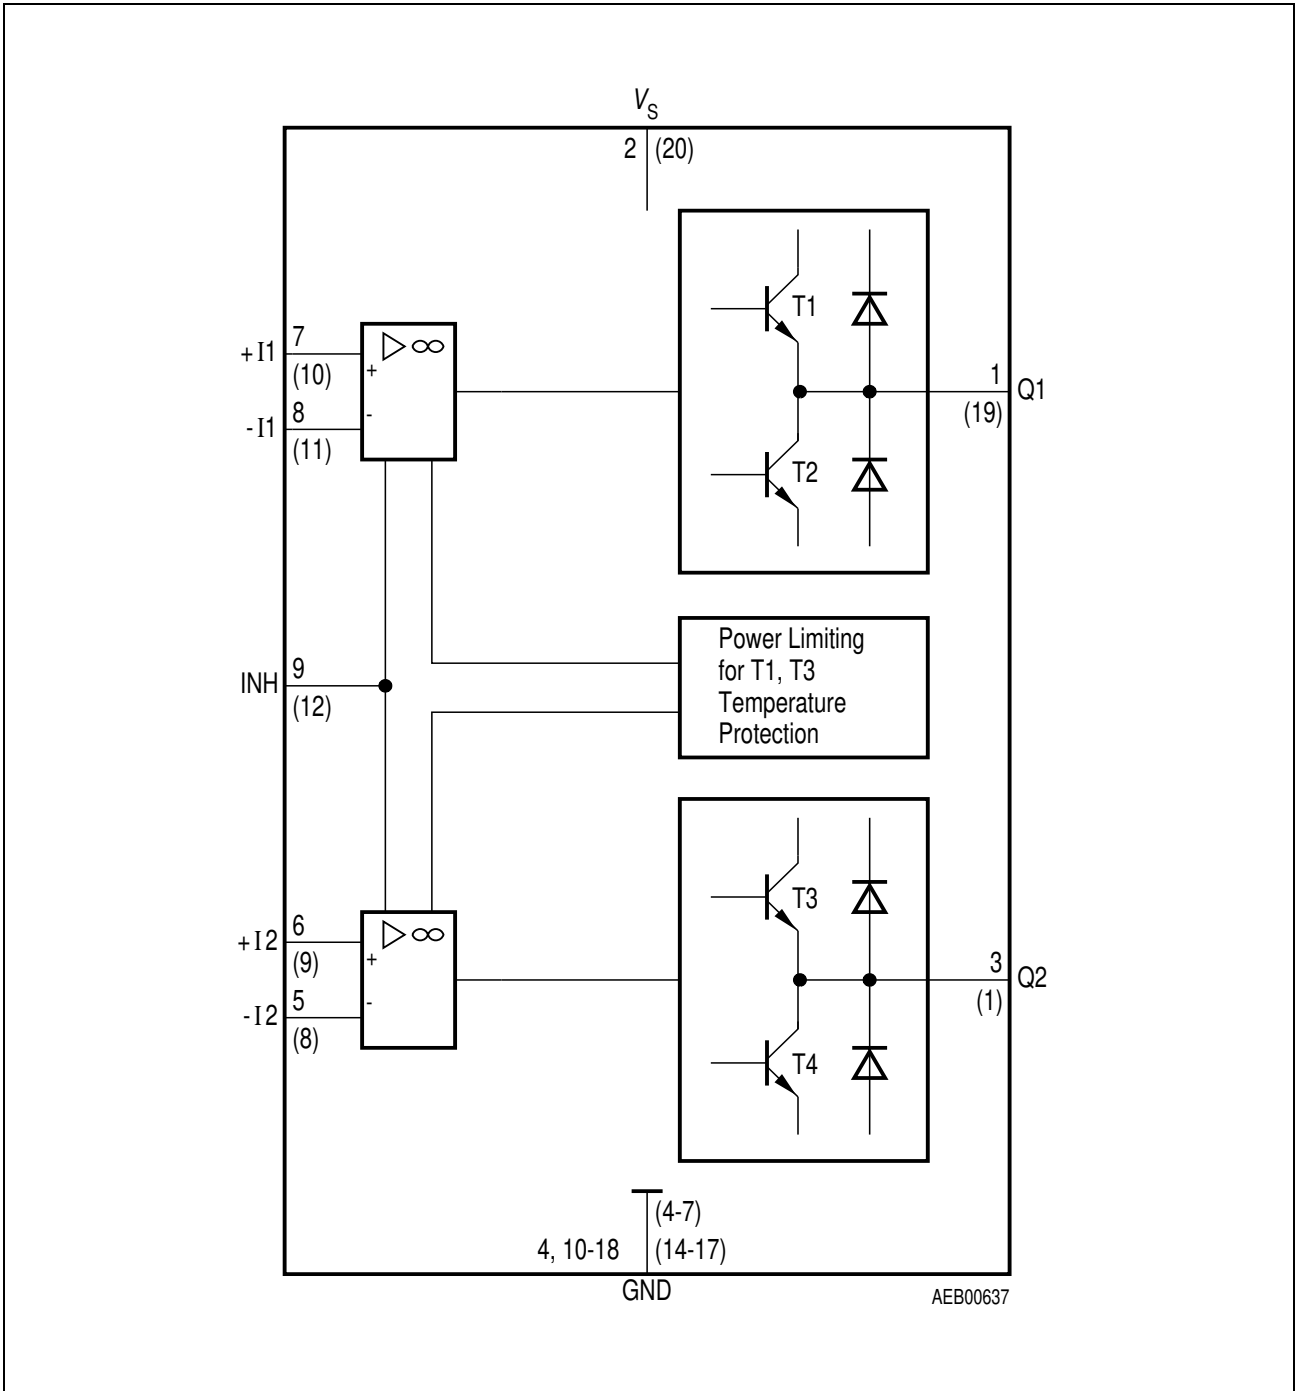 VS
2 (20)
T1
7
+I1
(10)
▷ ∞
+
8
-
-I1
(11)
1
Q1
(19)
T2
Power Limiting
for T1, T3
Temperature
Protection
9
INH
(12)
T3
6
+I2
(9)
▷ ∞
+
5
-
-I2
(8)
3
Q2
(1)
T4
(4-7)
4, 10-18 (14-17)
GND
AEB00637